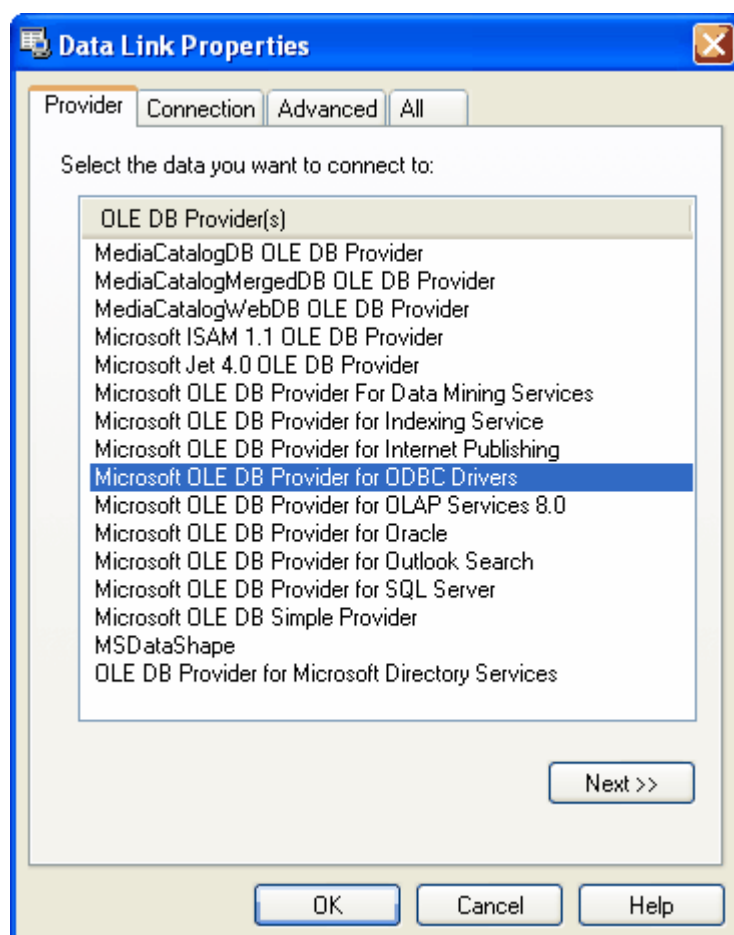 Data Link Properties
Provider Connection Advanced All
Select the data you want to connect to:
OLE DB Provider(s)
MediaCatalogDB OLE DB Provider
MediaCatalogMergedDB OLE DB Provider
MediaCatalogWebDB OLE DB Provider
Microsoft ISAM 1.1 OLE DB Provider
Microsoft Jet 4.0 OLE DB Provider
Microsoft OLE DB Provider For Data Mining Services
Microsoft OLE DB Provider for Indexing Service
Microsoft OLE DB Provider for Internet Publishing
Microsoft OLE DB Provider for ODBC Drivers
Microsoft OLE DB Provider for OLAP Services 8.0
Microsoft OLE DB Provider for Oracle
Microsoft OLE DB Provider for Outlook Search
Microsoft OLE DB Provider for SQL Server
Microsoft OLE DB Simple Provider
MSDataShape
OLE DB Provider for Microsoft Directory Services
Next >>
OK Cancel Help